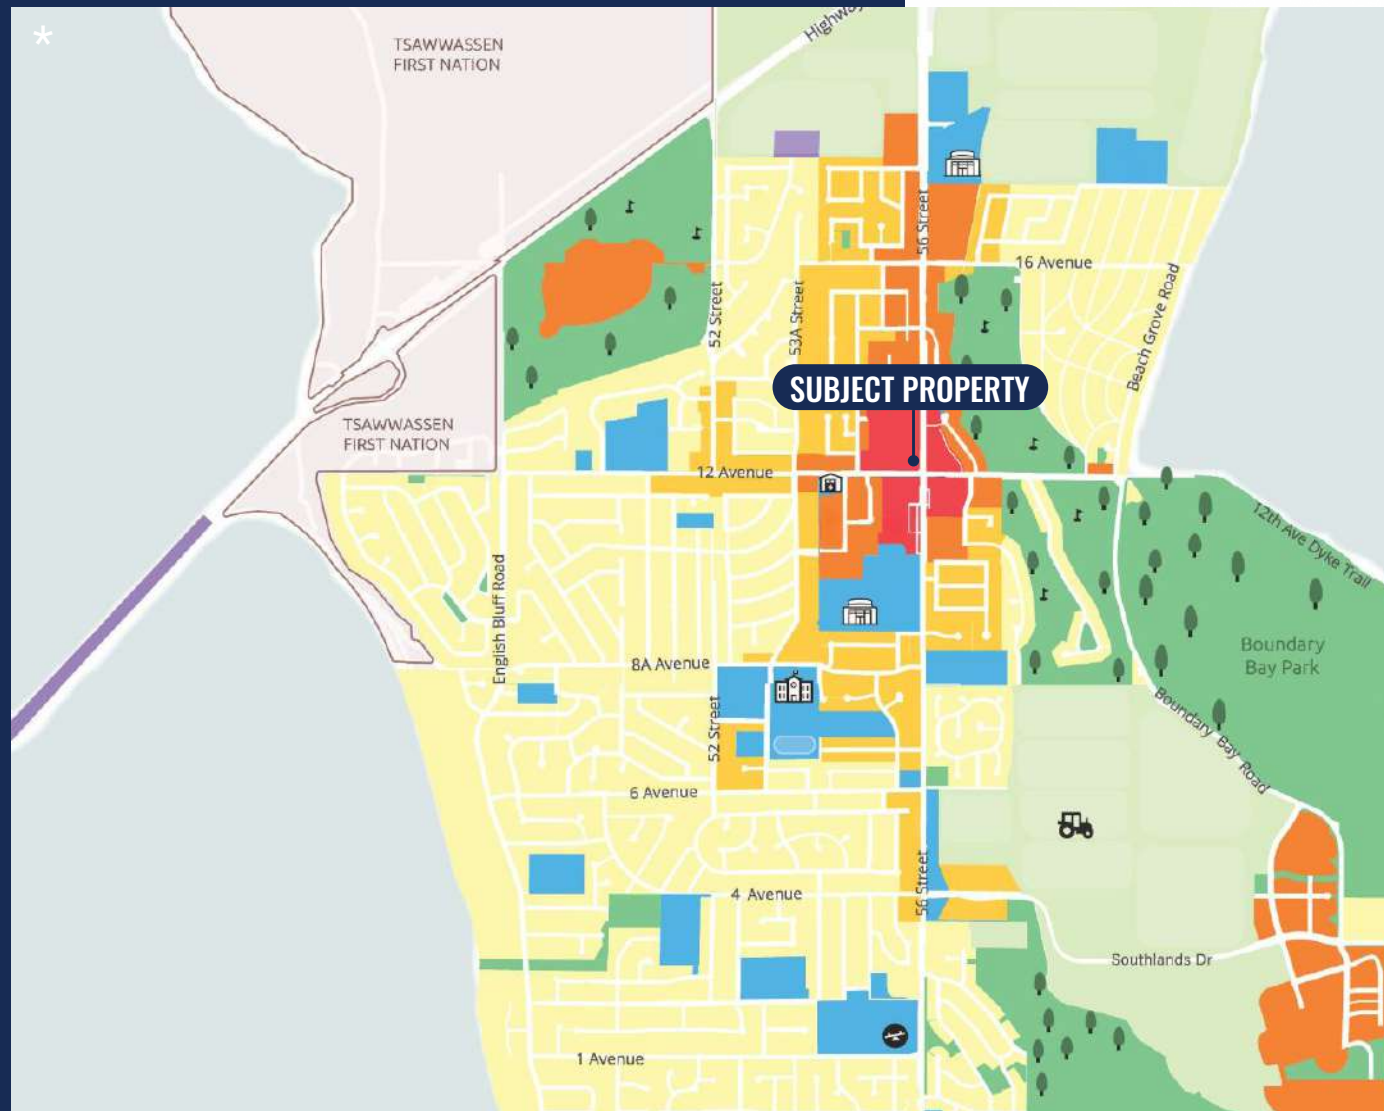 *
TSAWWASSEN
FIRST NATION
Highway
56 Street
16 Avenue
Beach Grove Road
52 Street
53A Street
SUBJECT PROPERTY
TSAWWASSEN
FIRST NATION
12 Avenue
12th Ave Dyke Trail
English Bluff Road
Boundary
Bay Park
8A Avenue
52 Street
Boundary Bay Road
6 Avenue
56 Street
4 Avenue
Southlands Dr
1 Avenue